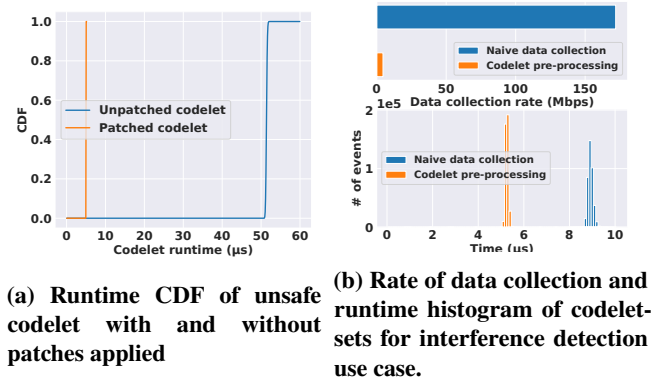 1.0
0.8
0.6
0.4
0.2
0.0
CDF
Unpatched codelet
Patched codelet
0 10 20 30 40 50 60
Codelet runtime (µs)
(a) Runtime CDF of unsafe
codelet with and without
patches applied
Naive data collection
Codelet pre-processing
0 50 100 150
Data collection rate (Mbps)
1e5
2
1
0
# of events
Naive data collection
Codelet pre-processing
0 2 4 6 8 10
Time (µs)
(b) Rate of data collection and
runtime histogram of codelet-
sets for interference detection
use case.